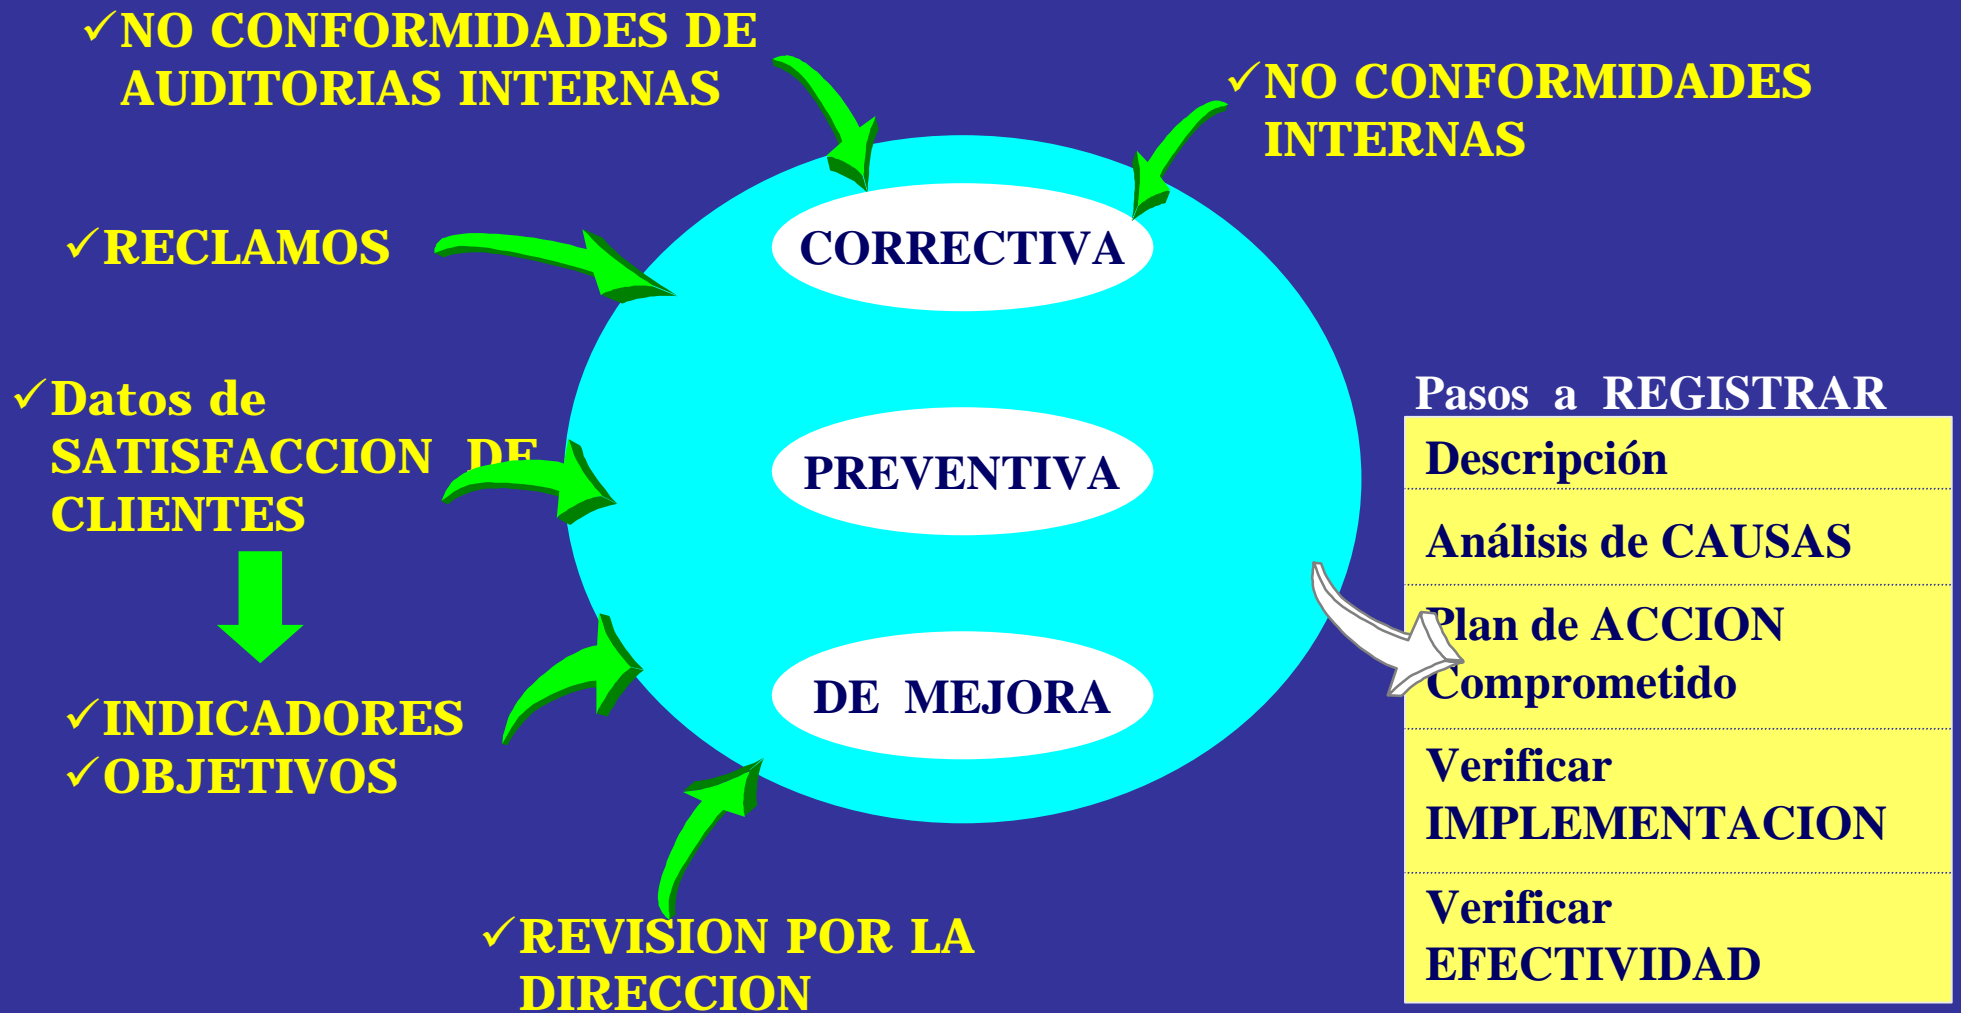 ✓NO CONFORMIDADES DE
AUDITORIAS INTERNAS
✓NO CONFORMIDADES
INTERNAS
✓RECLAMOS
✓Datos de
SATISFACCION DE
CLIENTES
✓INDICADORES
✓OBJETIVOS
✓REVISION POR LA
DIRECCION
CORRECTIVA
PREVENTIVA
DE MEJORA
Pasos a REGISTRAR
Descripción
Análisis de CAUSAS
Plan de ACCION
Comprometido
Verificar
IMPLEMENTACION
Verificar
EFECTIVIDAD